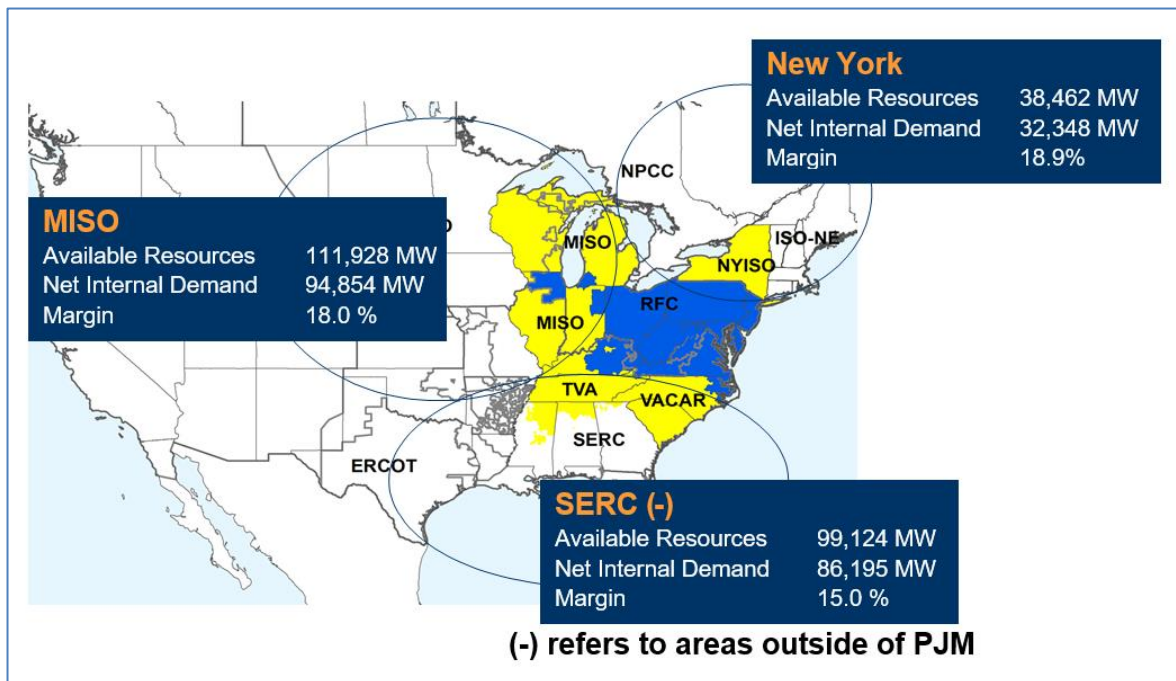 New York
Available Resources 38,462 MW
Net Internal Demand 32,348 MW
Margin 18.9%
NPCC
MISO
Available Resources 111,928 MW
Net Internal Demand 94,854 MW
Margin 18.0 %
MISO
ISO-NE
NYISO
RFC
MISO
TVA
VACAR
SERC
ERCOT
SERC (-)
Available Resources 99,124 MW
Net Internal Demand 86,195 MW
Margin 15.0 %
(-) refers to areas outside of PJM